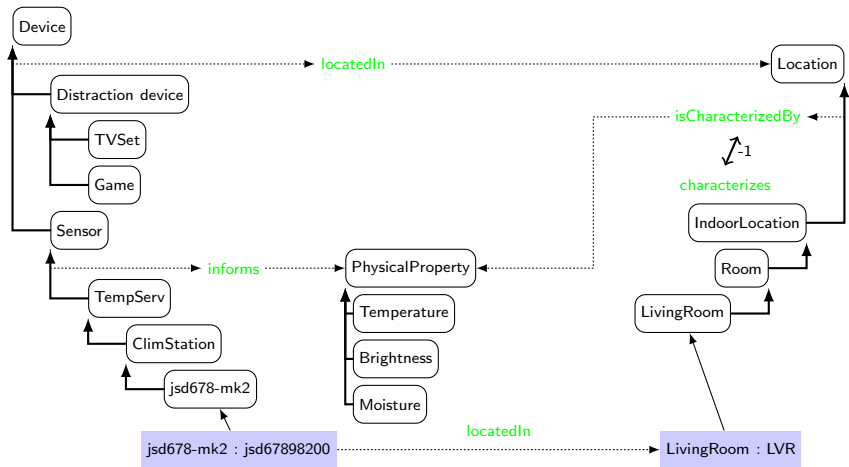 Device
locatedIn
Location
Distraction device
isCharacterizedBy
TVSet
-1
Game
characterizes
IndoorLocation
Sensor
informs
PhysicalProperty
Room
TempServ
Temperature
LivingRoom
ClimStation
Brightness
jsd678-mk2
Moisture
locatedIn
jsd678-mk2 : jsd67898200
LivingRoom : LVR